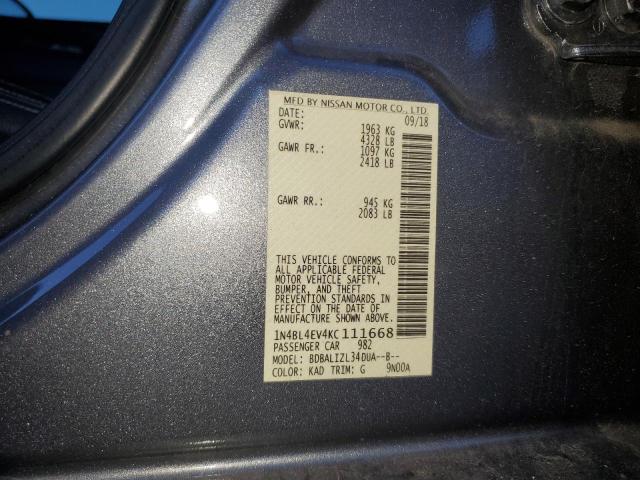 MFD BY NISSAN MOTOR CO., LTD.
DATE: 09/18
GVWR: 1963 KG
4328 LB
GAWR FR.: 1097 KG
2418 LB
GAWR RR.: 945 KG
2083 LB
THIS VEHICLE CONFORMS TO
ALL APPLICABLE FEDERAL
MOTOR VEHICLE SAFETY,
BUMPER, AND THEFT
PREVENTION STANDARDS IN
EFFECT ON THE DATE OF
MANUFACTURE SHOWN ABOVE.
1N4BL4EV4KC111668
PASSENGER CAR 982
MODEL: BDBALIZL34DUA--B--
COLOR: KAD TRIM: G 9N00A